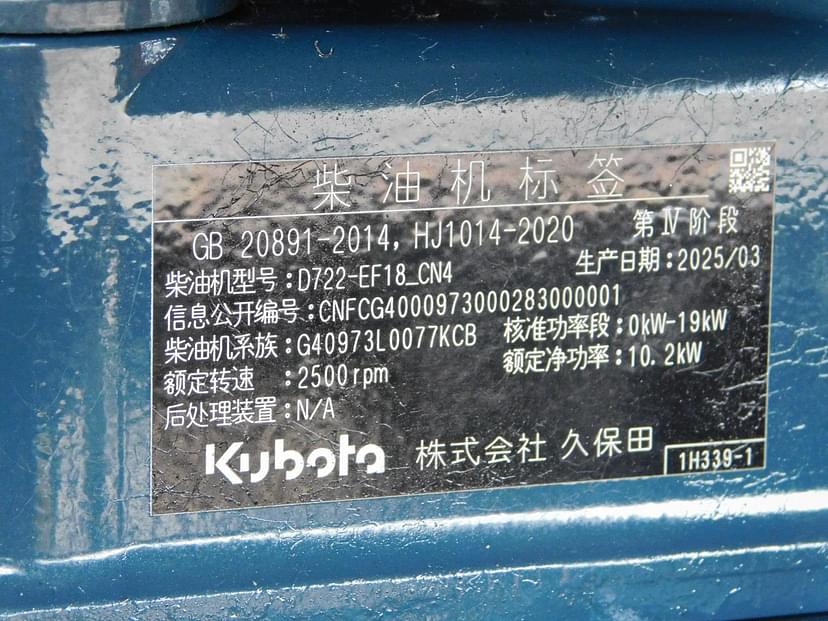 柴油机标签
GB 20891-2014, HJ1014-2020 第Ⅳ阶段
柴油机型号:D722-EF18_CN4 生产日期:2025/03
信息公开编号:CNFCG4000973000283000001
柴油机系族:G40973L0077KCB 核准功率段:0kW-19kW
额定转速 :2500rpm 额定净功率:10.2kW
后处理装置:N/A
Kubota 株式会社 久保田 1H339-1